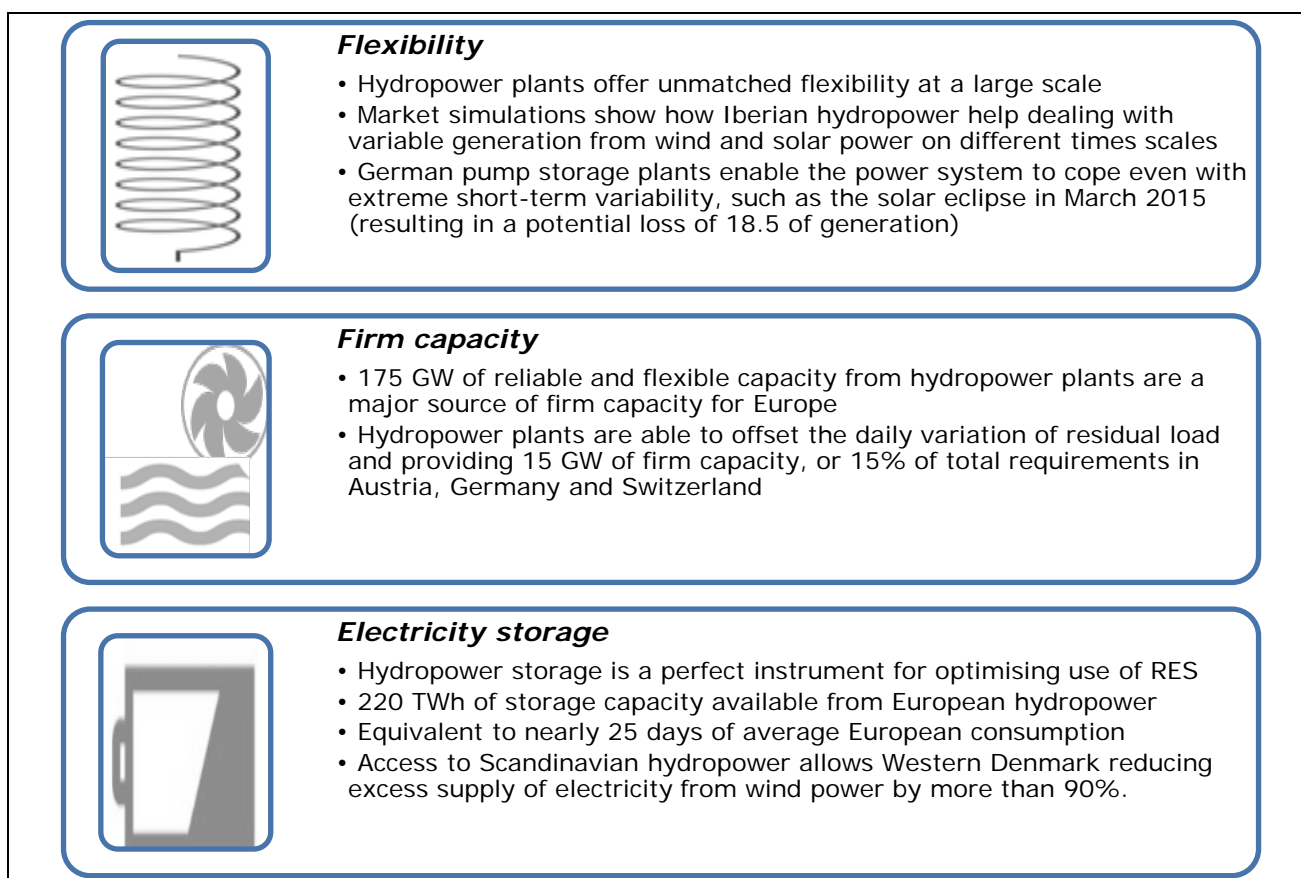 Flexibility
• Hydropower plants offer unmatched flexibility at a large scale
• Market simulations show how Iberian hydropower help dealing with
variable generation from wind and solar power on different times scales
• German pump storage plants enable the power system to cope even with
extreme short-term variability, such as the solar eclipse in March 2015
(resulting in a potential loss of 18.5 of generation)
Firm capacity
• 175 GW of reliable and flexible capacity from hydropower plants are a
major source of firm capacity for Europe
• Hydropower plants are able to offset the daily variation of residual load
and providing 15 GW of firm capacity, or 15% of total requirements in
Austria, Germany and Switzerland
Electricity storage
• Hydropower storage is a perfect instrument for optimising use of RES
• 220 TWh of storage capacity available from European hydropower
• Equivalent to nearly 25 days of average European consumption
• Access to Scandinavian hydropower allows Western Denmark reducing
excess supply of electricity from wind power by more than 90%.